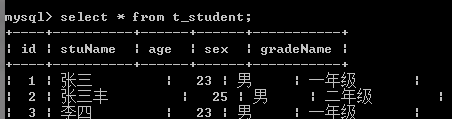 mysql> select * from t_student;
+----+---------+------+------+-----------+
| id | stuName | age | sex | gradeName |
+----+---------+------+------+-----------+
| 1 | 张三 | 23 | 男 | 一年级 |
| 2 | 张三丰 | 25 | 男 | 二年级 |
| 3 | 李四 | 23 | 男 | 一年级 |